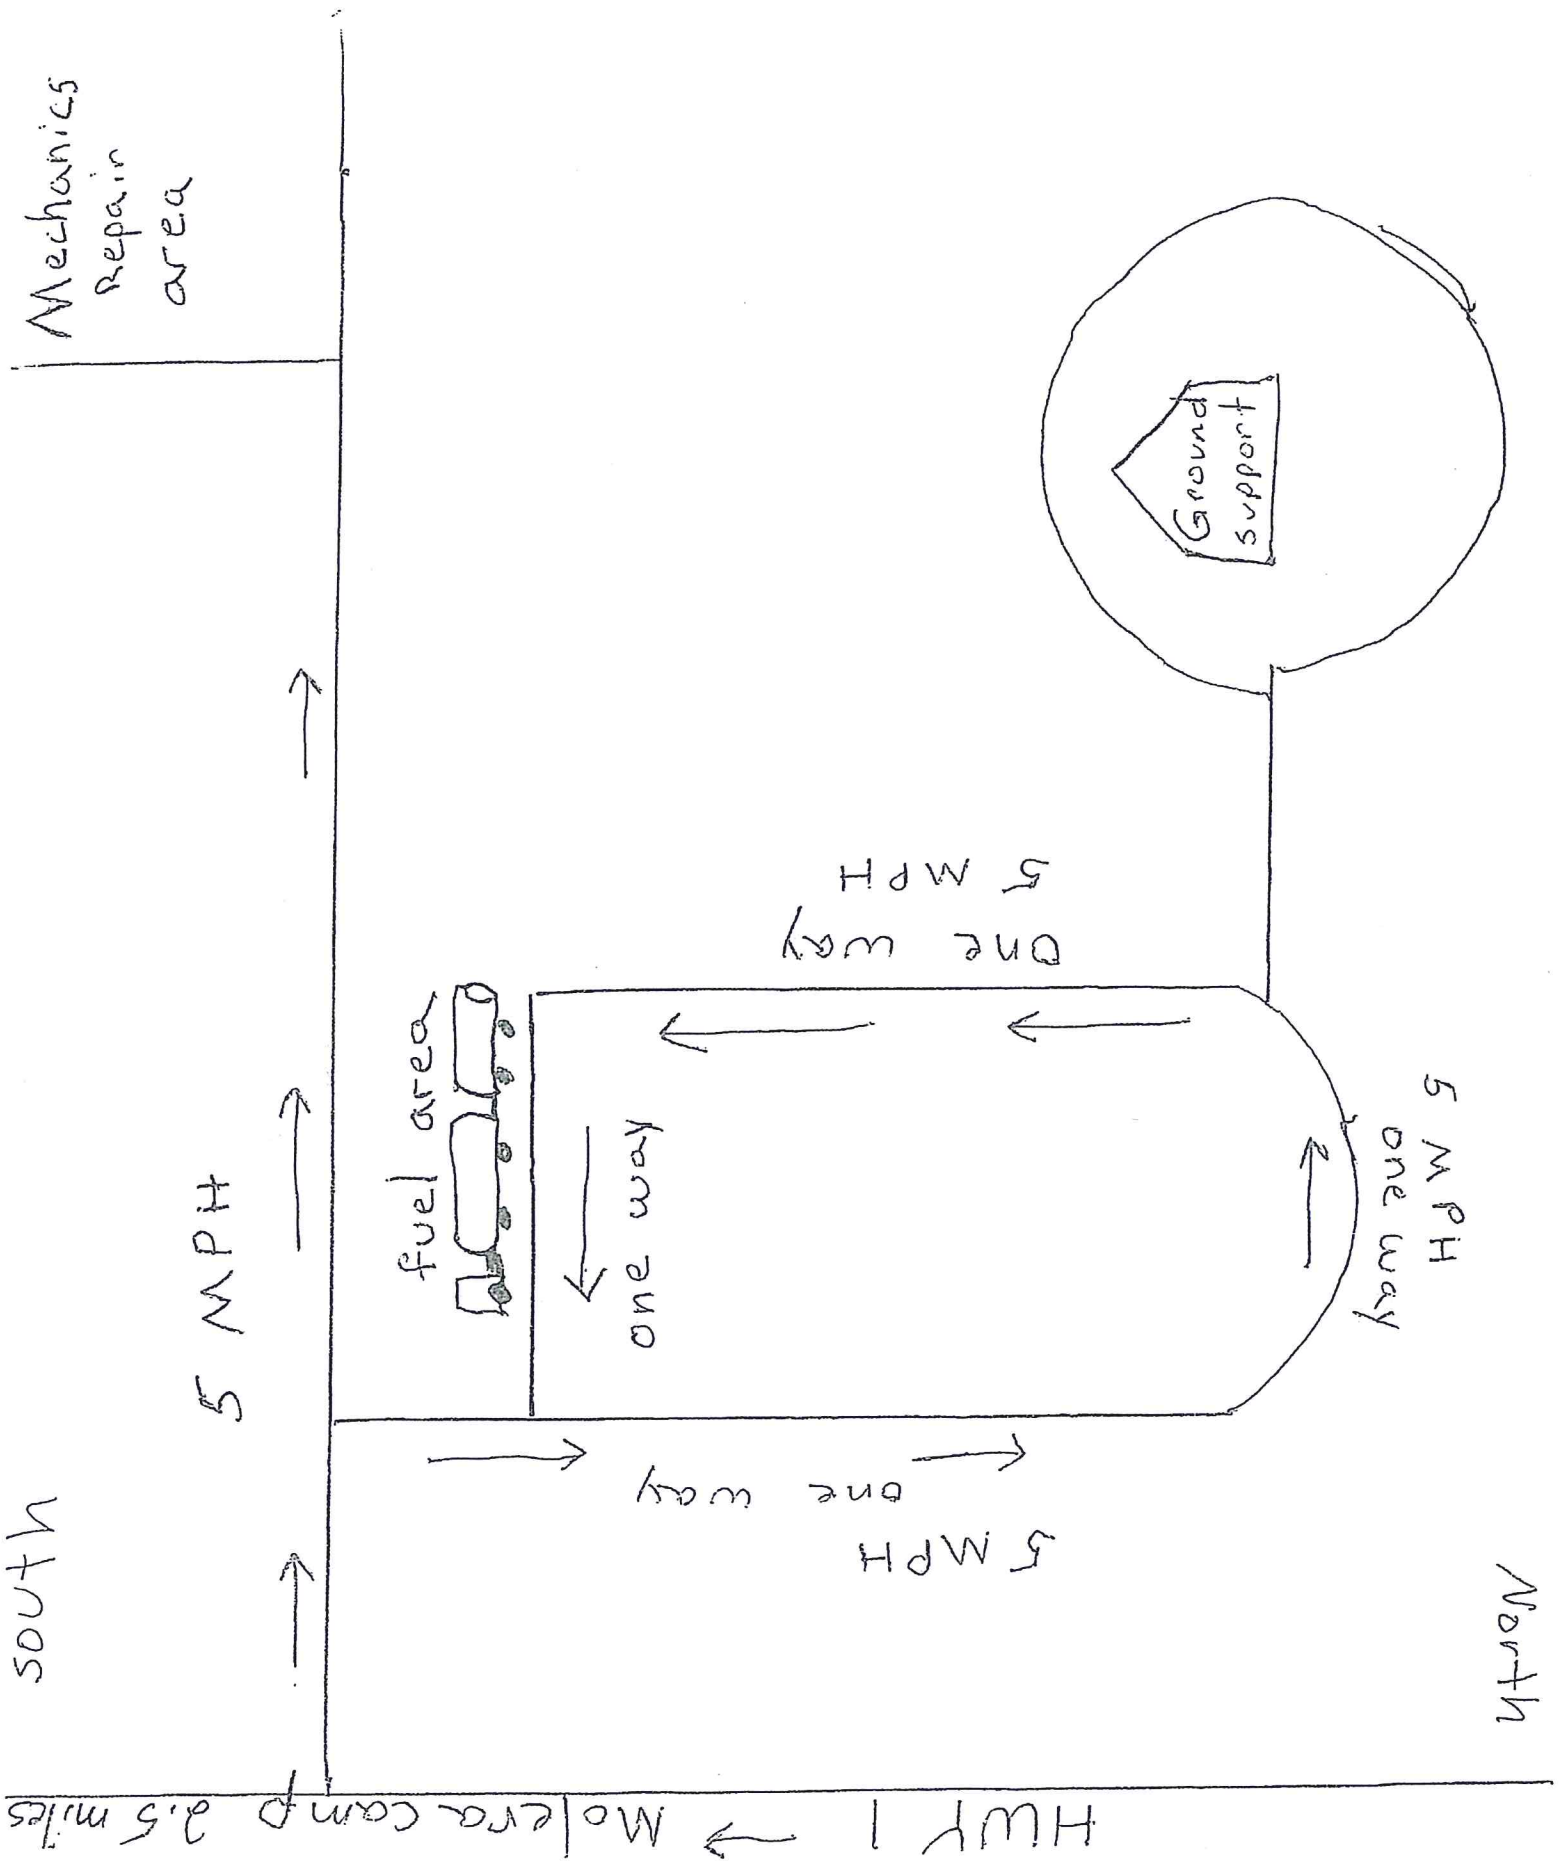 Mechanics
Repair
area
5 MPH
south
fuel area
one way
5 MPH
one way
Ground
support
5 MPH
one way
one way
5 MPH
North
HWY 1 → Molera camp 2.5 miles